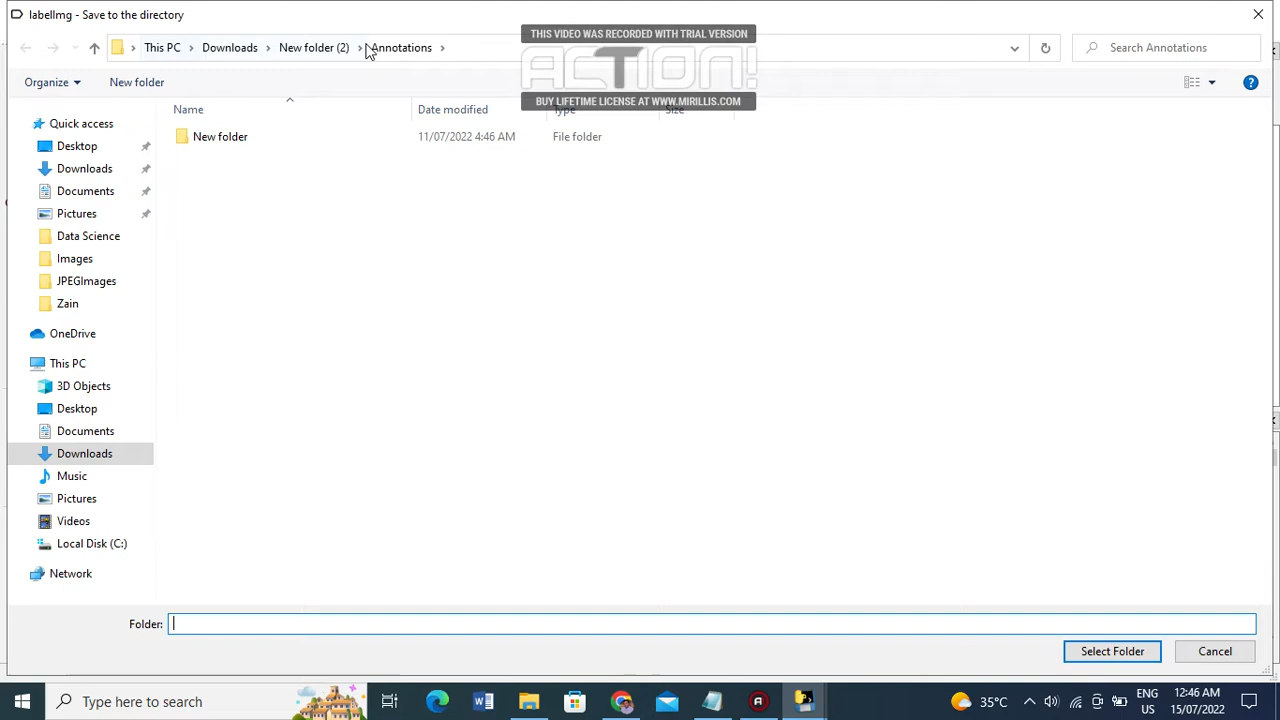 labelImg - Save to the directory
THIS VIDEO WAS RECORDED WITH TRIAL VERSION
This PC
Downloads
New folder (2)
Annotations
ACTION!
Search Annotations
BUY LIFETIME LICENSE AT WWW.MIRILLIS.COM
Organize
New folder
Name
Date modified
Type
Size
New folder
11/07/2022 4:46 AM
File folder
Quick access
Desktop
Downloads
Documents
Pictures
Data Science
Images
JPEGImages
Zain
OneDrive
This PC
3D Objects
Desktop
Documents
Downloads
Music
Pictures
Videos
Local Disk (C:)
Network
Folder:
Select Folder
Cancel
Type here to search
35°C
ENG
US
12:46 AM
15/07/2022